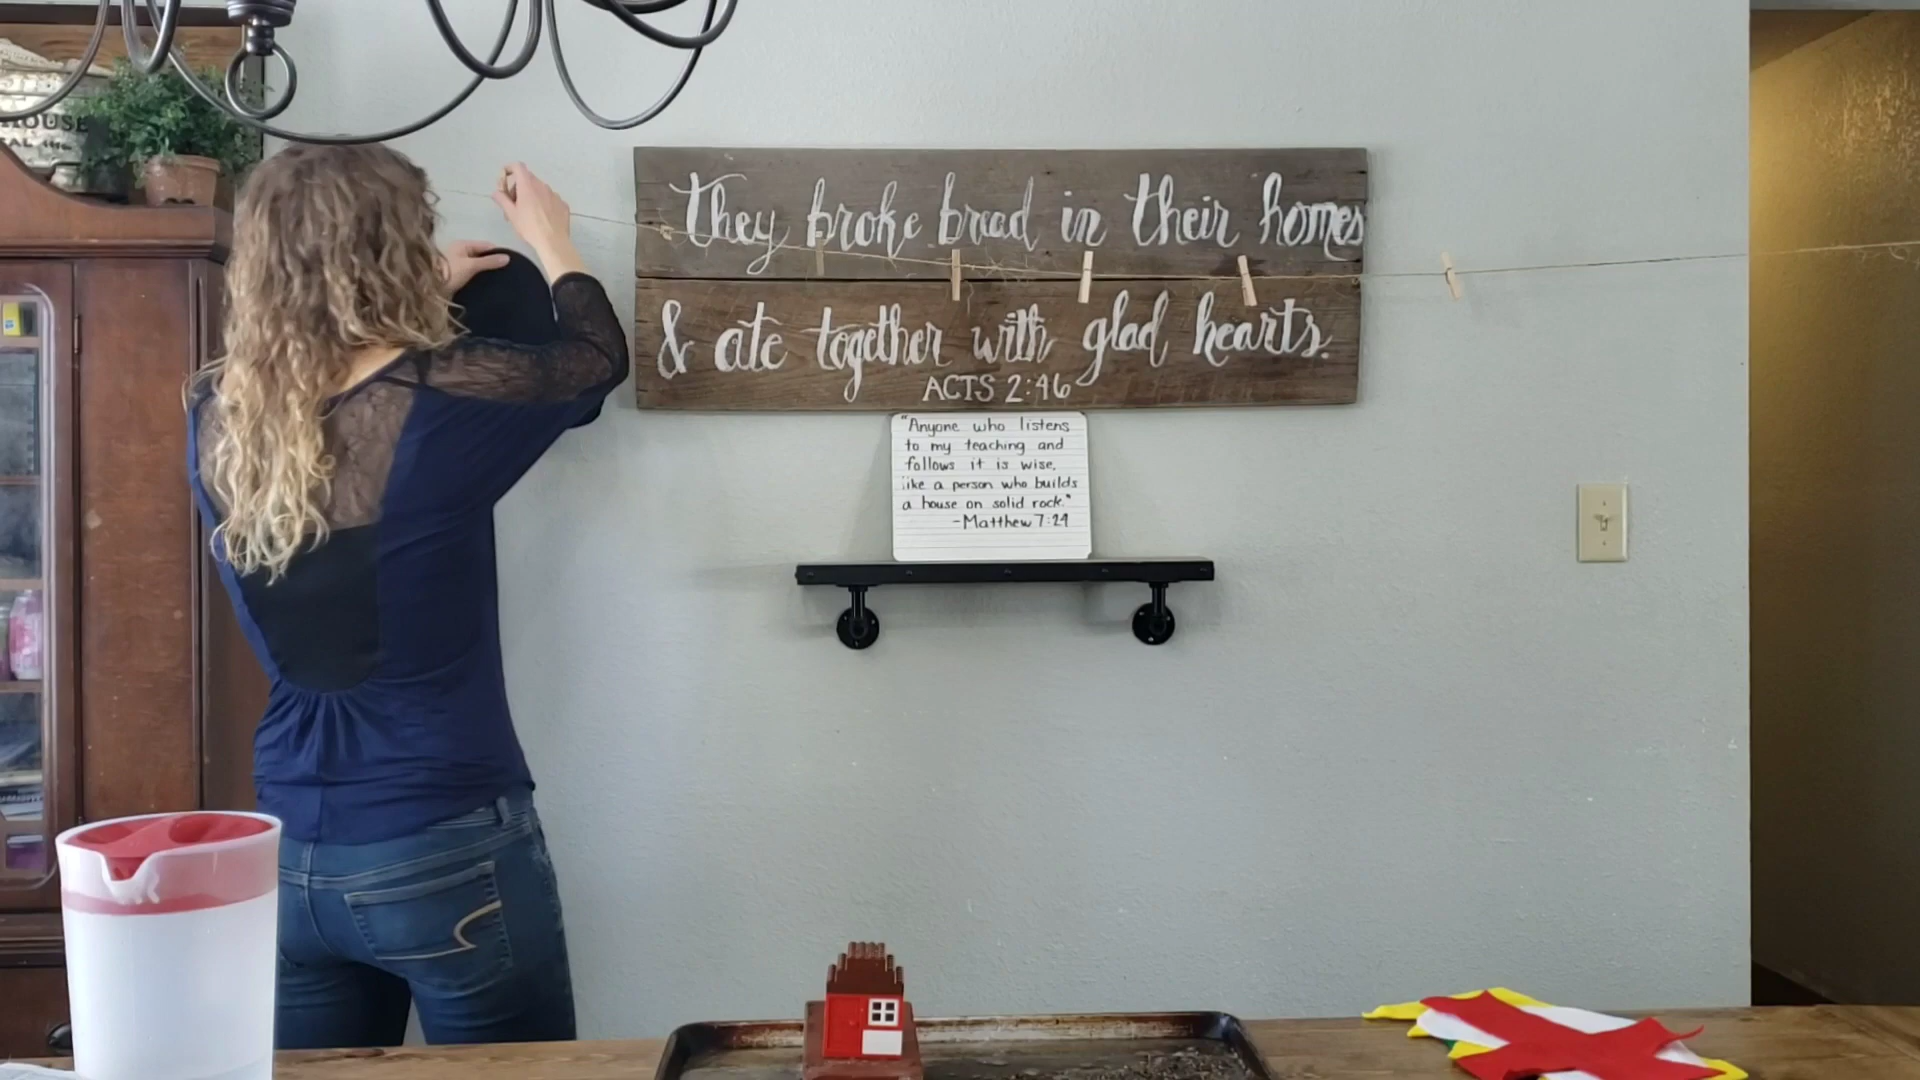 HOUSE
They broke bread in their homes
& ate together with glad hearts.
ACTS 2:46
"Anyone who listens
to my teaching and
follows it is wise,
like a person who builds
a house on solid rock."
-Matthew 7:24